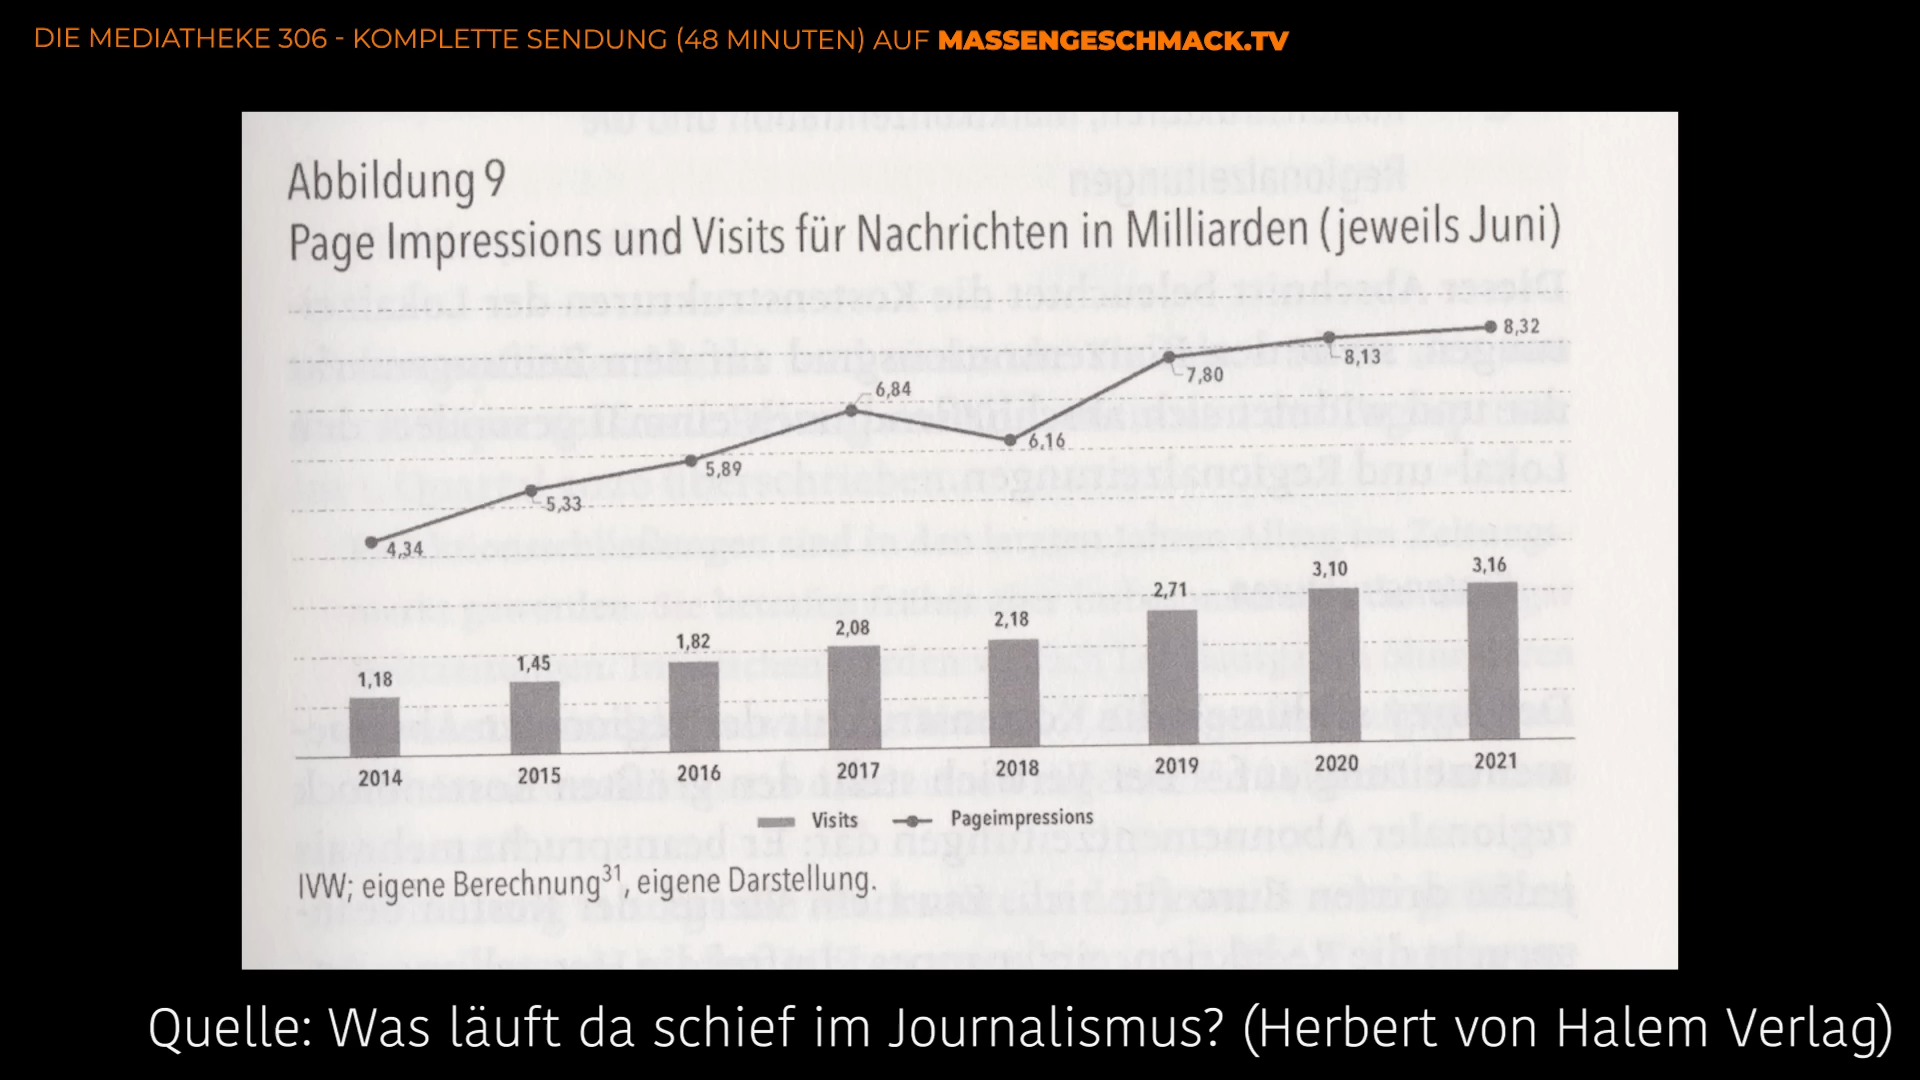 DIE MEDIATHEKE 306 - KOMPLETTE SENDUNG (48 MINUTEN) AUF MASSENGESCHMACK.TV
Abbildung 9
Page Impressions und Visits für Nachrichten in Milliarden (jeweils Juni)
8,32
8,13
7,80
6,84
6,16
5,89
5,33
4,34
3,16
3,10
2,71
2,18
2,08
1,82
1,45
1,18
2014 2015 2016 2017 2018 2019 2020 2021
Visits Pageimpressions
IVW; eigene Berechnung31, eigene Darstellung.
Quelle: Was läuft da schief im Journalismus? (Herbert von Halem Verlag)